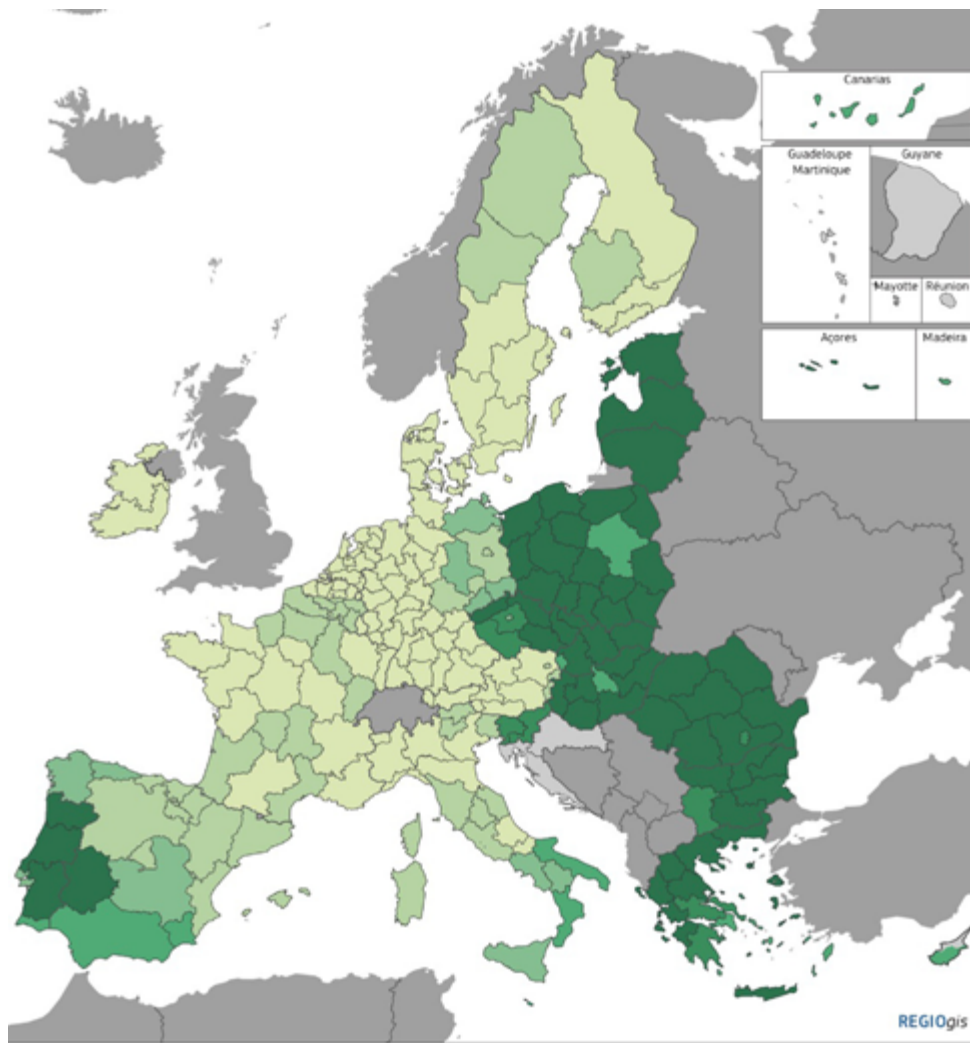 Canarias
Guadeloupe
Martinique
Guyane
Mayotte
Réunion
Açores
Madeira
REGIOgis